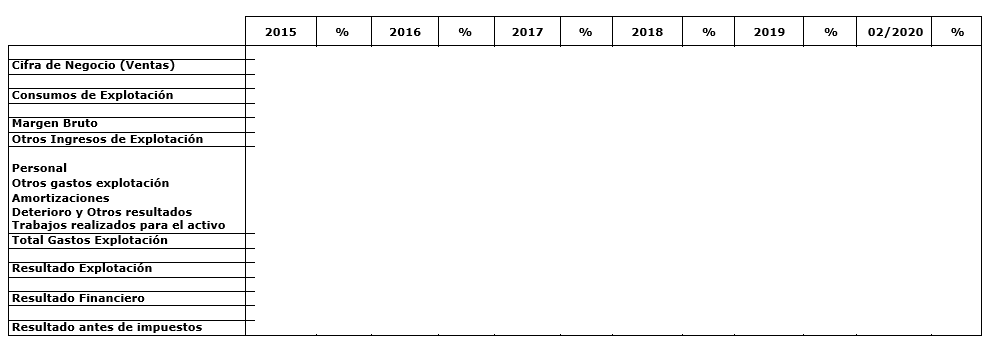 2015 % 2016 % 2017 % 2018 % 2019 % 02/2020 %
Cifra de Negocio (Ventas)
Consumos de Explotación
Margen Bruto
Otros Ingresos de Explotación
Personal
Otros gastos explotación
Amortizaciones
Deterioro y Otros resultados
Trabajos realizados para el activo
Total Gastos Explotación
Resultado Explotación
Resultado Financiero
Resultado antes de impuestos